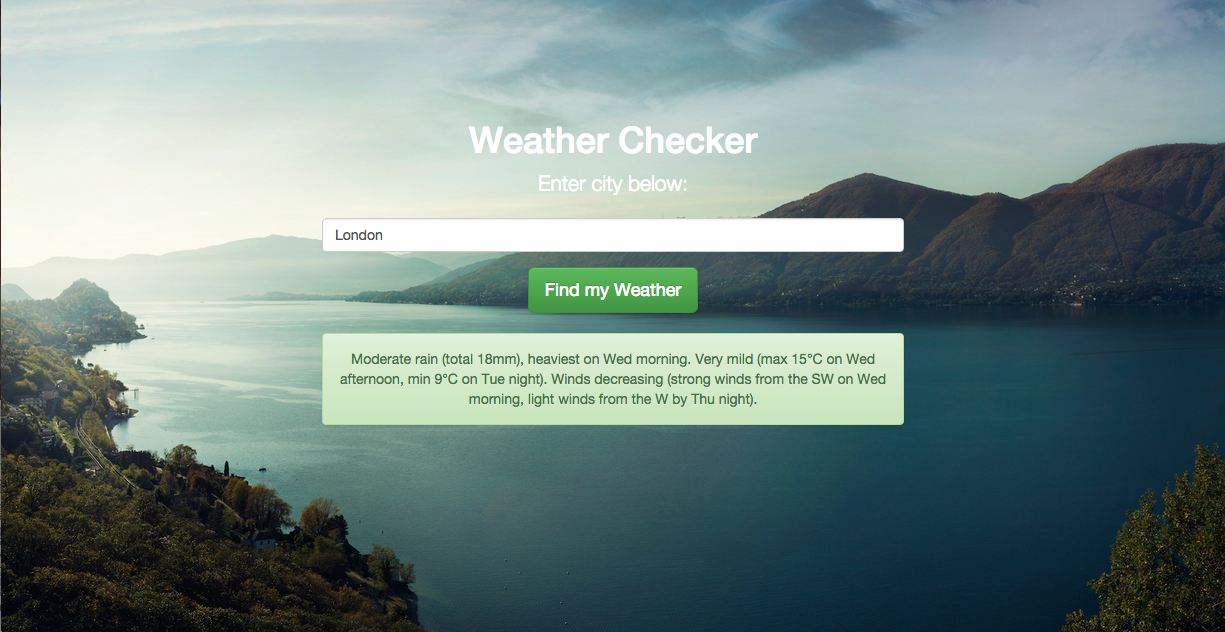 Weather Checker
Enter city below:
London
Find my Weather
Moderate rain (total 18mm), heaviest on Wed morning. Very mild (max 15°C on Wed
afternoon, min 9°C on Tue night). Winds decreasing (strong winds from the SW on Wed
morning, light winds from the W by Thu night).